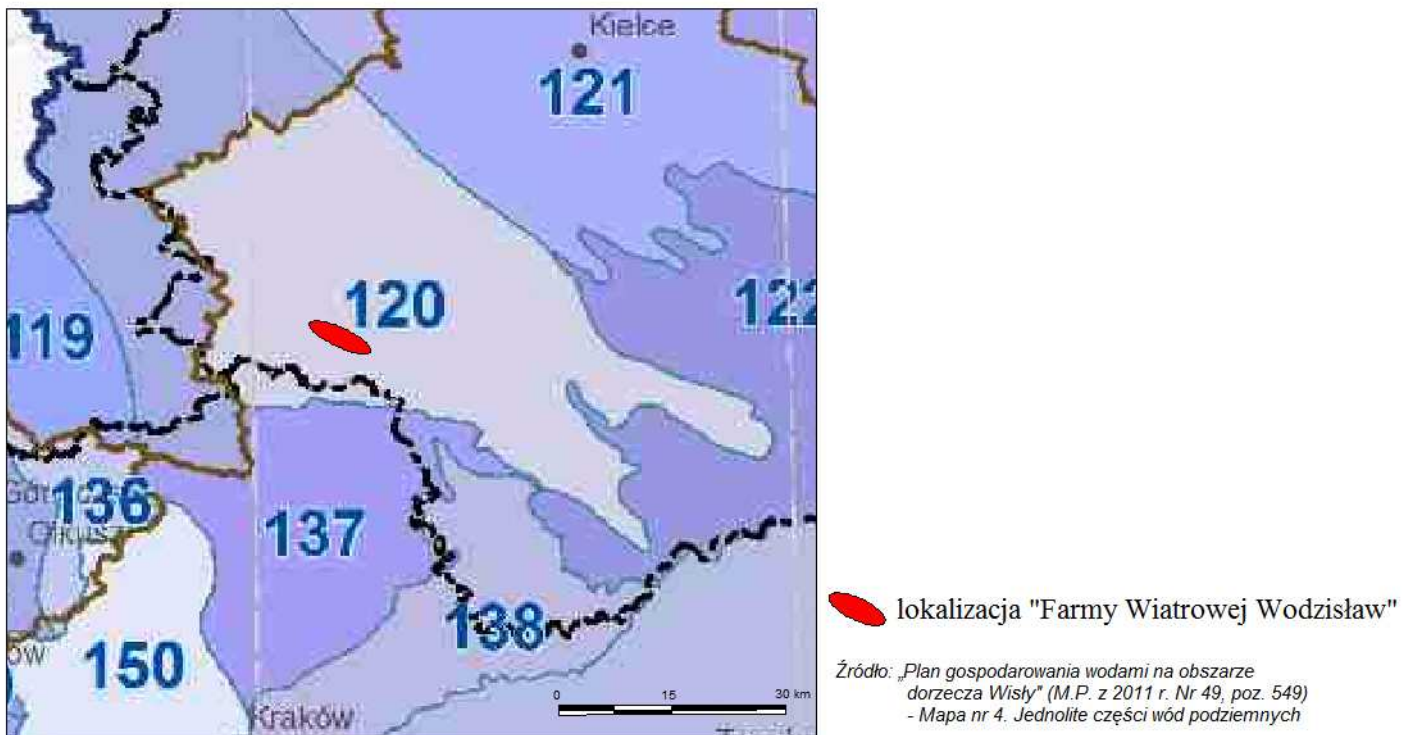 Kielce
121
120
122
119
136
137
138
150
Kraków
0 15 30 km
lokalizacja "Farmy Wiatrowej Wodzisław"
Źródło: „Plan gospodarowania wodami na obszarze
dorzecza Wisły" (M.P. z 2011 r. Nr 49, poz. 549)
- Mapa nr 4. Jednolite części wód podziemnych